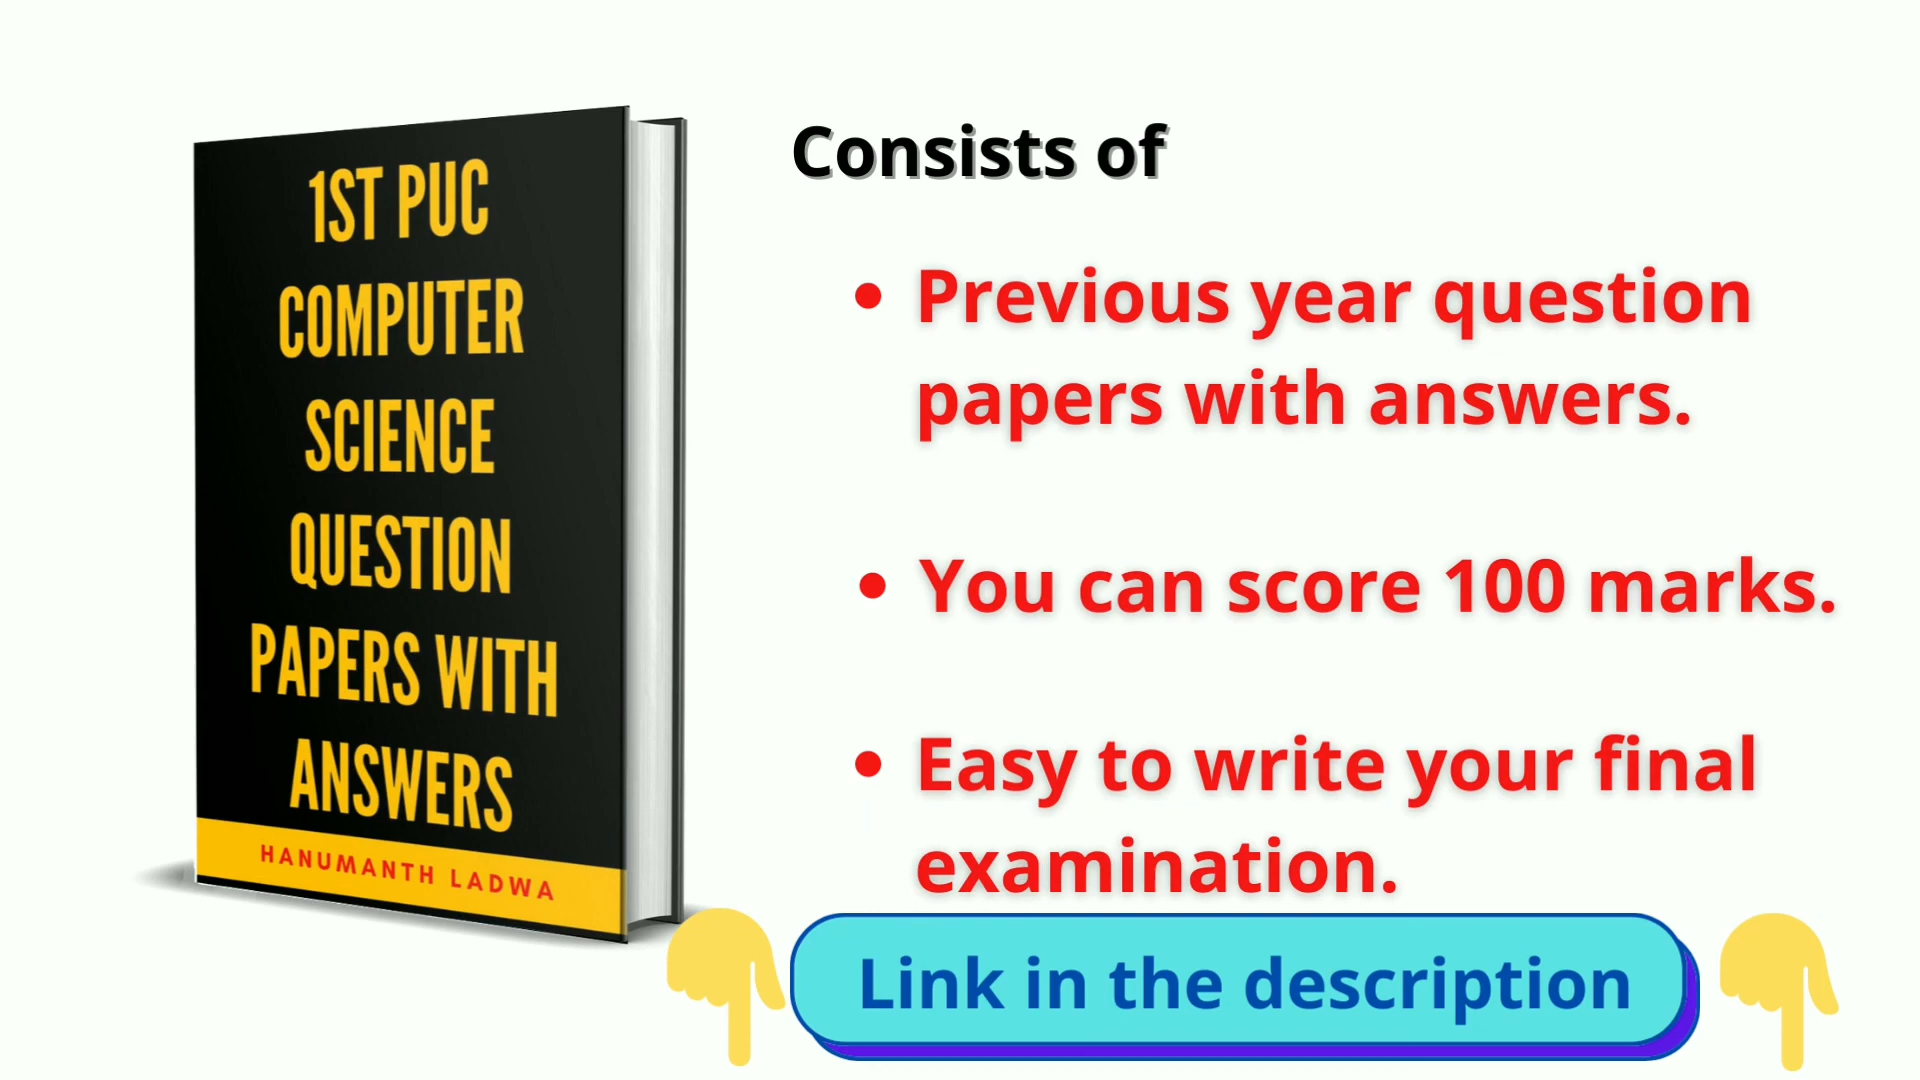 1ST PUC
COMPUTER
SCIENCE
QUESTION
PAPERS WITH
ANSWERS
HANUMANTH LADWA
Consists of
• Previous year question
papers with answers.
• You can score 100 marks.
• Easy to write your final
examination.
Link in the description